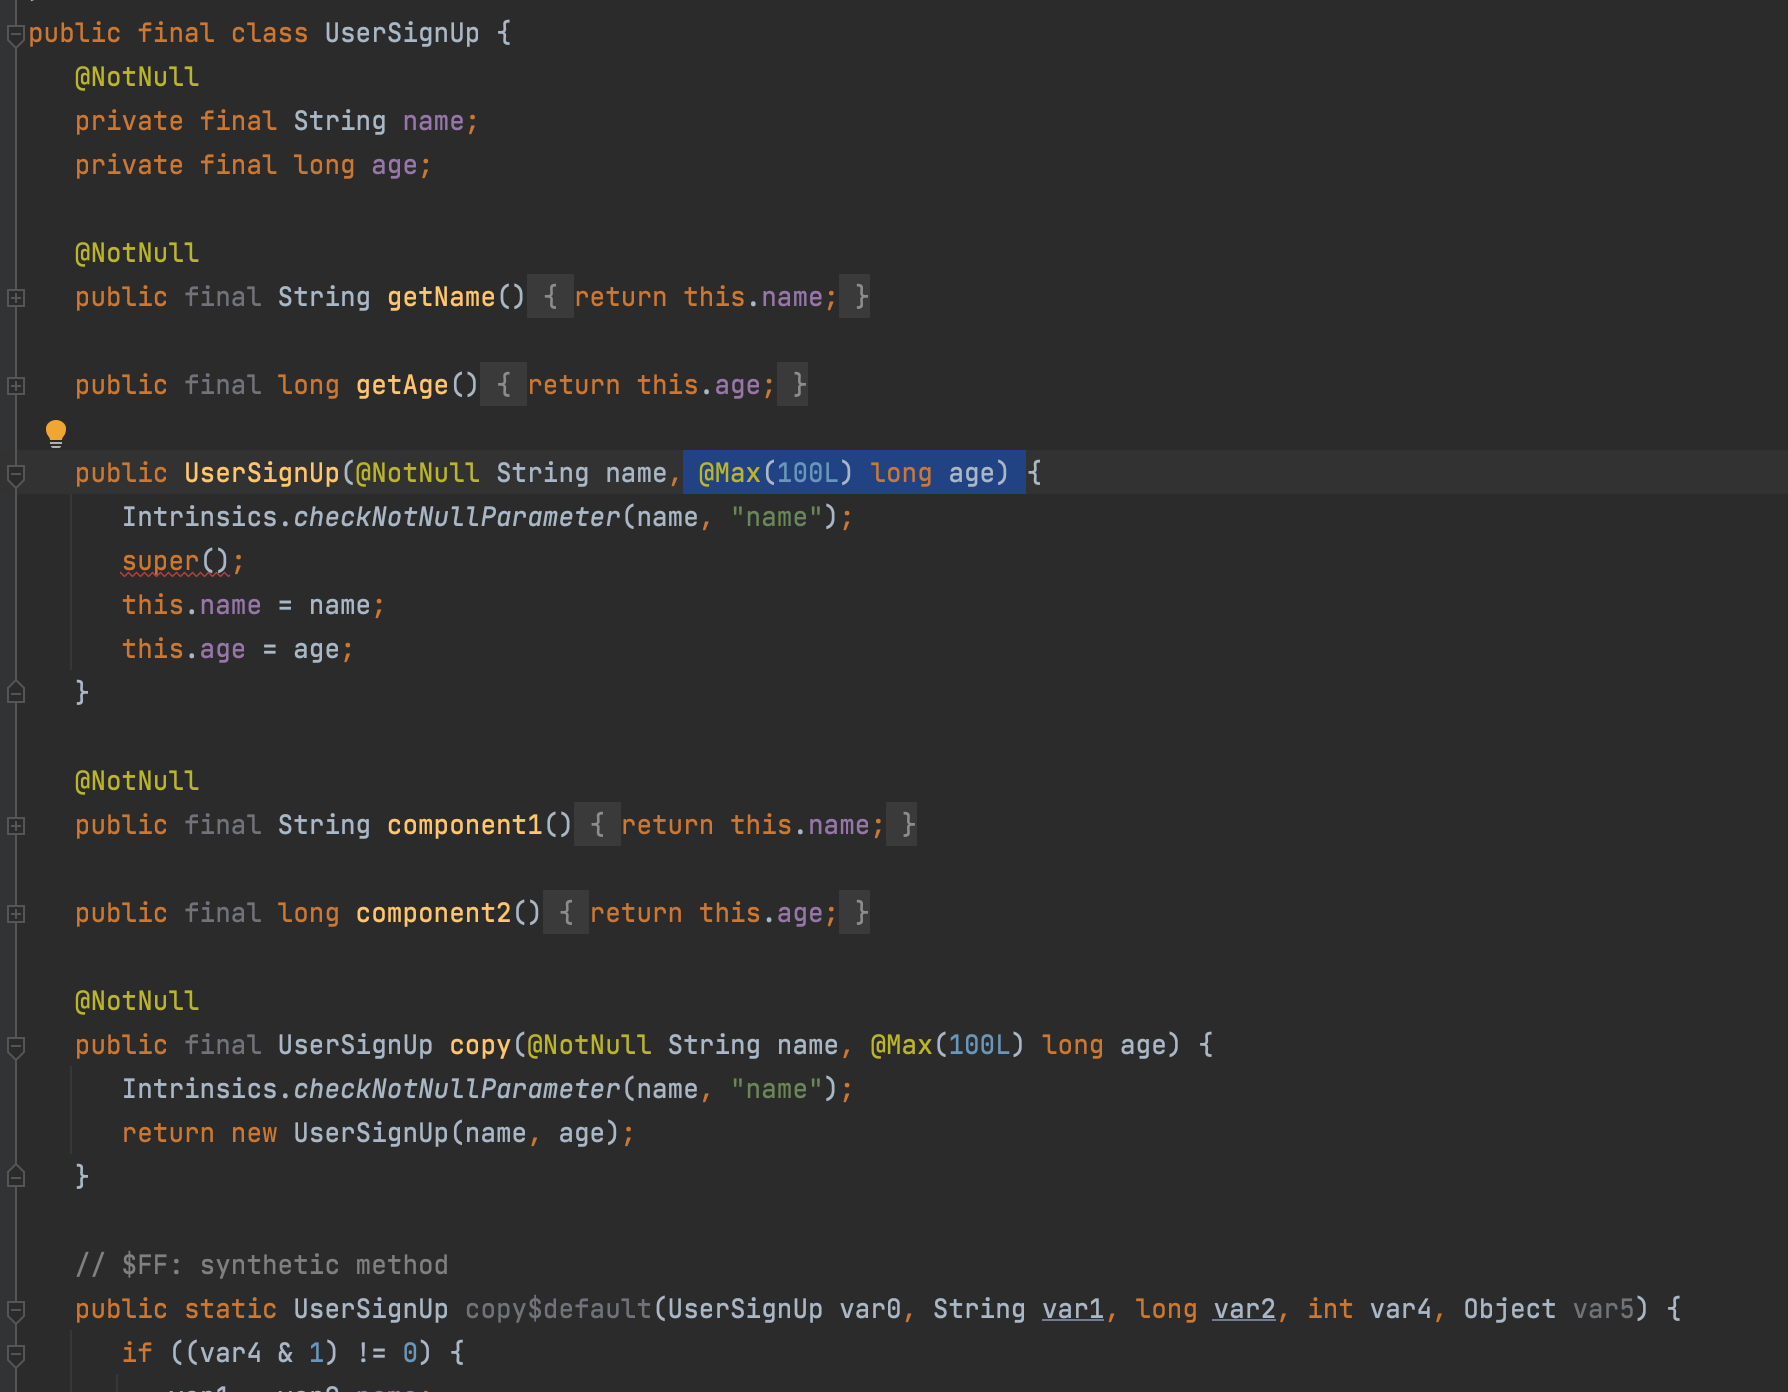 public final class UserSignUp {
@NotNull
private final String name;
private final long age;
@NotNull
public final String getName() { return this.name; }
public final long getAge() { return this.age; }
public UserSignUp(@NotNull String name, @Max(100L) long age) {
Intrinsics.checkNotNullParameter(name, "name");
super();
this.name = name;
this.age = age;
}
@NotNull
public final String component1() { return this.name; }
public final long component2() { return this.age; }
@NotNull
public final UserSignUp copy(@NotNull String name, @Max(100L) long age) {
Intrinsics.checkNotNullParameter(name, "name");
return new UserSignUp(name, age);
}
// $FF: synthetic method
public static UserSignUp copy$default(UserSignUp var0, String var1, long var2, int var4, Object var5) {
if ((var4 & 1) != 0) {